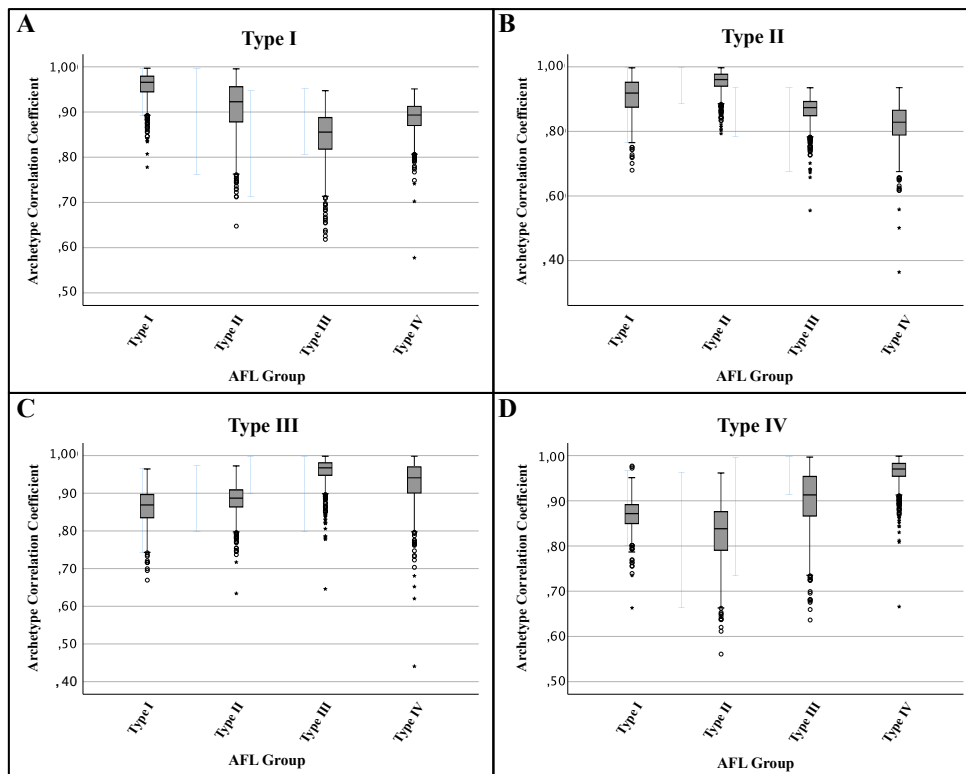 A
Type I
Archetype Correlation Coefficient
1,00
,90
,80
,70
,60
,50
Type I
Type II
Type III
Type IV
AFL Group
B
Type II
Archetype Correlation Coefficient
1,00
,80
,60
,40
Type I
Type II
Type III
Type IV
AFL Group
C
Type III
Archetype Correlation Coefficient
1,00
,90
,80
,70
,60
,50
,40
Type I
Type II
Type III
Type IV
AFL Group
D
Type IV
Archetype Correlation Coefficient
1,00
,90
,80
,70
,60
,50
Type I
Type II
Type III
Type IV
AFL Group